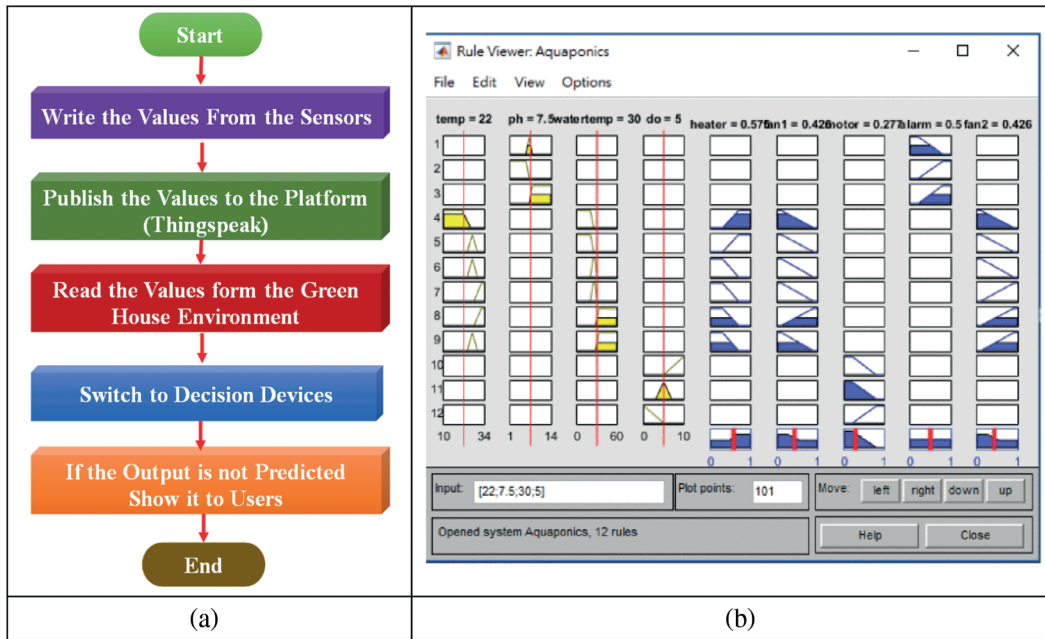 Start
Write the Values From the Sensors
Publish the Values to the Platform
(Thingspeak)
Read the Values form the Green
House Environment
Switch to Decision Devices
If the Output is not Predicted
Show it to Users
End
(a)
Rule Viewer: Aquaponics
File Edit View Options
temp = 22 ph = 7.5 watertemp = 30 do = 5 heater = 0.575 fan1 = 0.426 motor = 0.277 alarm = 0.5 fan2 = 0.426
1
2
3
4
5
6
7
8
9
10
11
12
10 34 1 14 0 60 0 10
0 1 0 1 0 1 0 1 0 1
Input: [22;7.5;30;5] Plot points: 101 Move: left right down up
Opened system Aquaponics, 12 rules Help Close
(b)